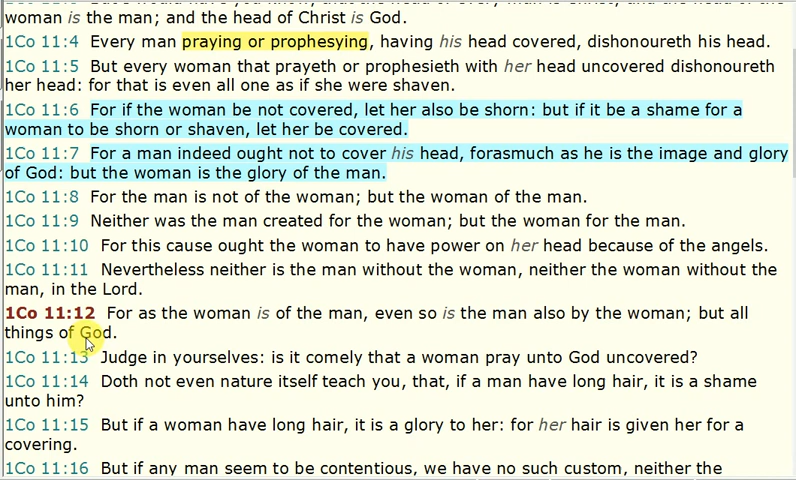 woman is the man; and the head of Christ is God.
1Co 11:4 Every man praying or prophesying, having his head covered, dishonoureth his head.
1Co 11:5 But every woman that prayeth or prophesieth with her head uncovered dishonoureth
her head: for that is even all one as if she were shaven.
1Co 11:6 For if the woman be not covered, let her also be shorn: but if it be a shame for a
woman to be shorn or shaven, let her be covered.
1Co 11:7 For a man indeed ought not to cover his head, forasmuch as he is the image and glory
of God: but the woman is the glory of the man.
1Co 11:8 For the man is not of the woman; but the woman of the man.
1Co 11:9 Neither was the man created for the woman; but the woman for the man.
1Co 11:10 For this cause ought the woman to have power on her head because of the angels.
1Co 11:11 Nevertheless neither is the man without the woman, neither the woman without the
man, in the Lord.
1Co 11:12 For as the woman is of the man, even so is the man also by the woman; but all
things of God.
1Co 11:13 Judge in yourselves: is it comely that a woman pray unto God uncovered?
1Co 11:14 Doth not even nature itself teach you, that, if a man have long hair, it is a shame
unto him?
1Co 11:15 But if a woman have long hair, it is a glory to her: for her hair is given her for a
covering.
1Co 11:16 But if any man seem to be contentious, we have no such custom, neither the